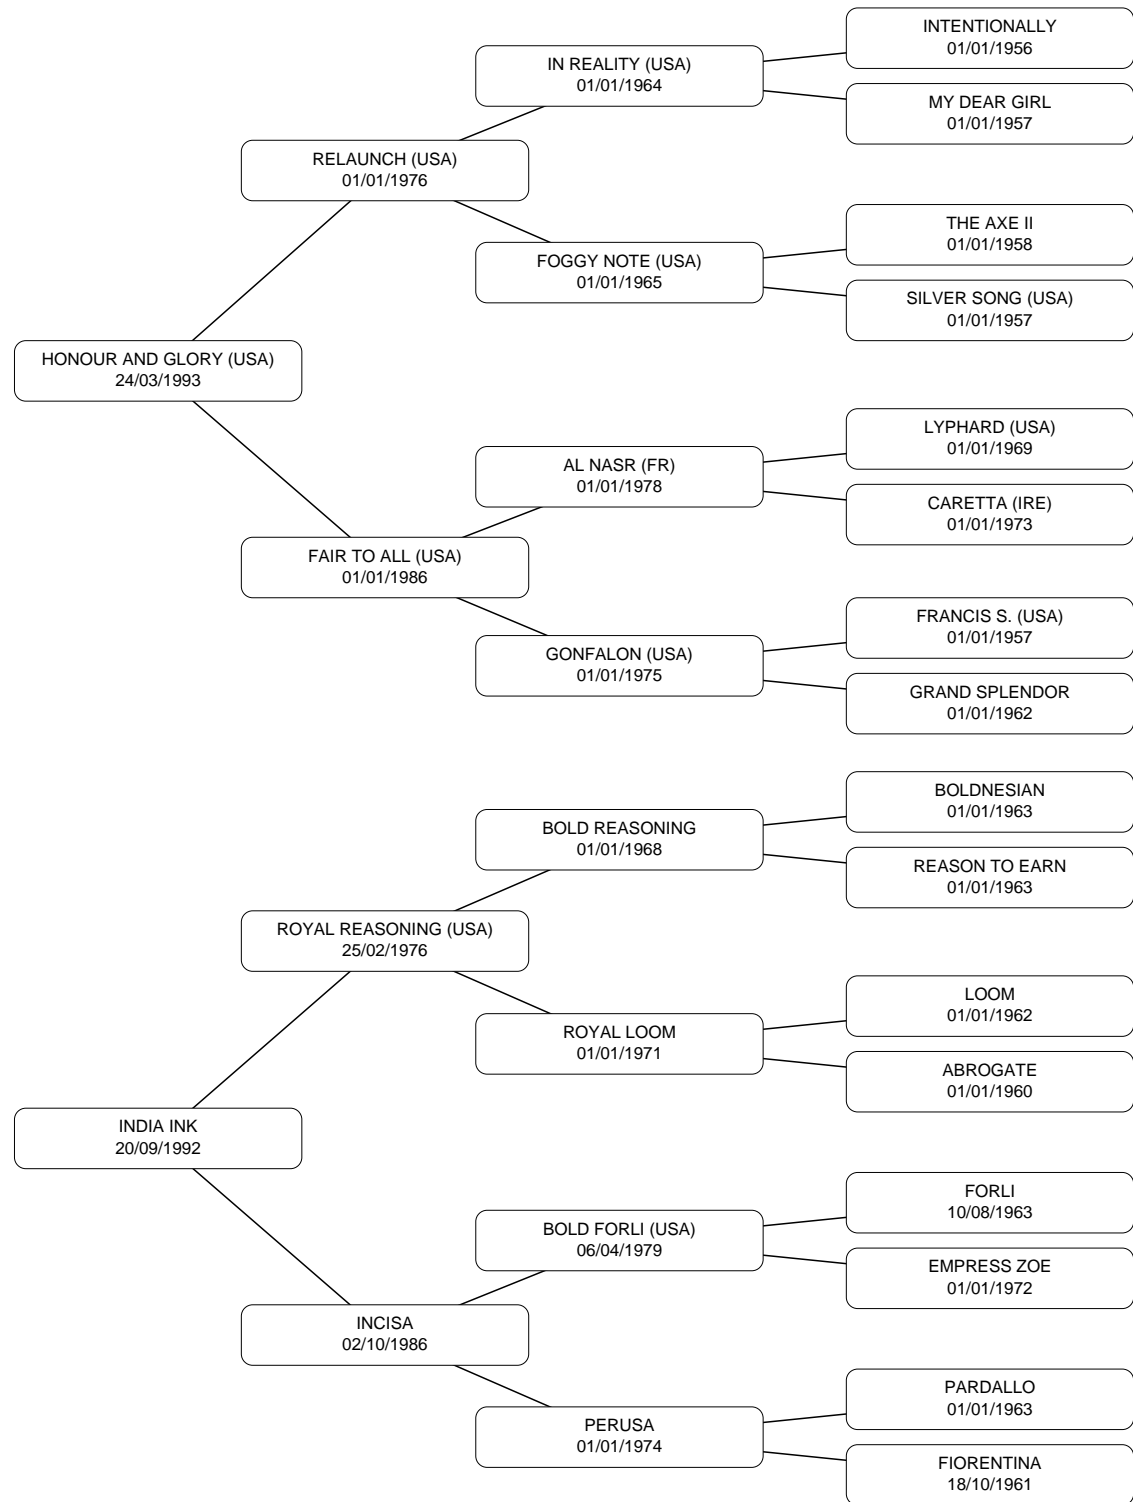 INTENTIONALLY
01/01/1956
IN REALITY (USA)
01/01/1964
MY DEAR GIRL
01/01/1957
RELAUNCH (USA)
01/01/1976
THE AXE II
01/01/1958
FOGGY NOTE (USA)
01/01/1965
SILVER SONG (USA)
01/01/1957
HONOUR AND GLORY (USA)
24/03/1993
LYPHARD (USA)
01/01/1969
AL NASR (FR)
01/01/1978
CARETTA (IRE)
01/01/1973
FAIR TO ALL (USA)
01/01/1986
FRANCIS S. (USA)
01/01/1957
GONFALON (USA)
01/01/1975
GRAND SPLENDOR
01/01/1962
BOLDNESIAN
01/01/1963
BOLD REASONING
01/01/1968
REASON TO EARN
01/01/1963
ROYAL REASONING (USA)
25/02/1976
LOOM
01/01/1962
ROYAL LOOM
01/01/1971
ABROGATE
01/01/1960
INDIA INK
20/09/1992
FORLI
10/08/1963
BOLD FORLI (USA)
06/04/1979
EMPRESS ZOE
01/01/1972
INCISA
02/10/1986
PARDALLO
01/01/1963
PERUSA
01/01/1974
FIORENTINA
18/10/1961